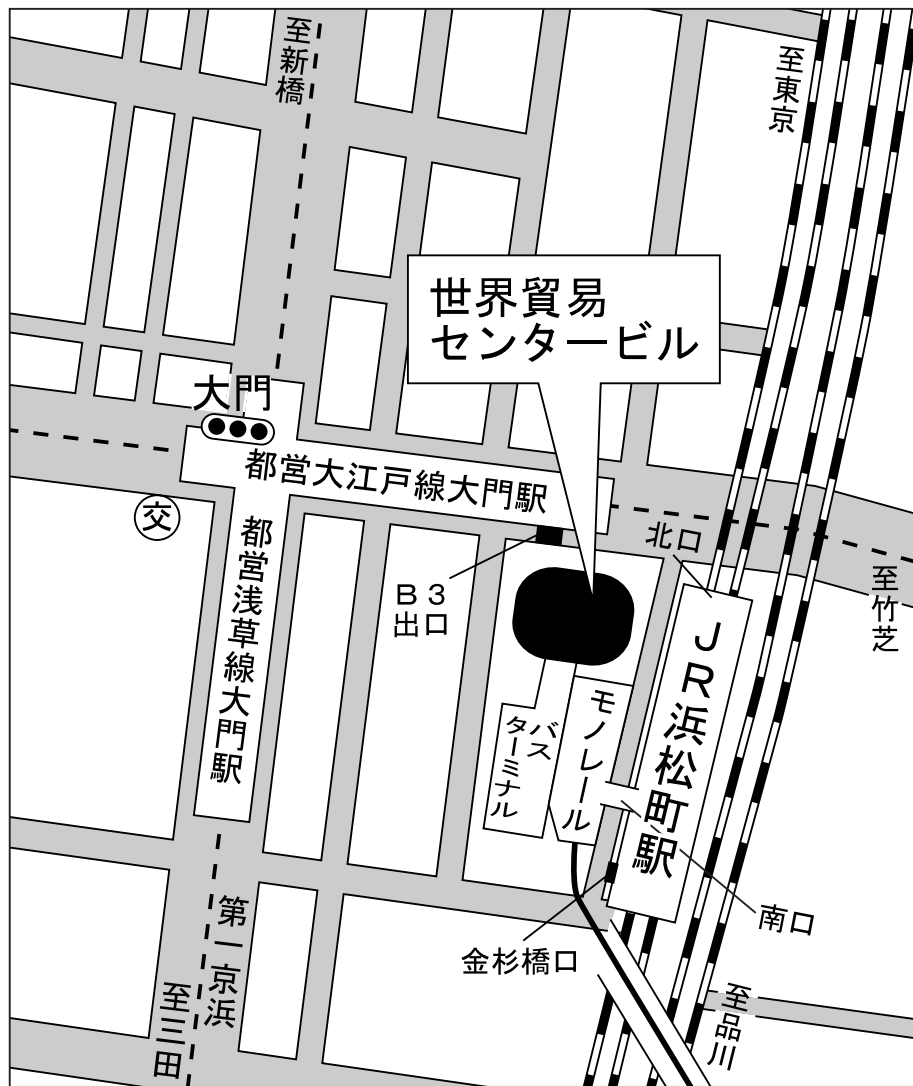 至新橋
至東京
世界貿易
センタービル
大門
都営大江戸線大門駅
交
都営浅草線大門駅
北口
Ｂ３
出口
至竹芝
ＪＲ浜松町駅
モノレール
バス
ターミナル
南口
金杉橋口
第一京浜
至三田
至品川